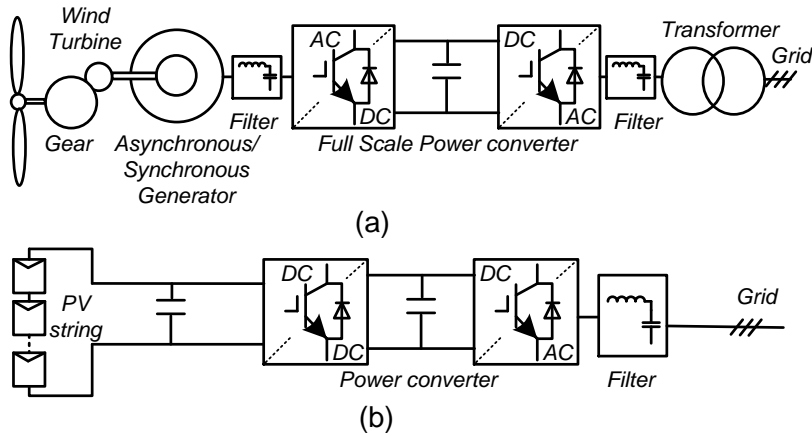 Wind
Turbine
Gear
Asynchronous/
Synchronous
Generator
Filter
AC
DC
Full Scale Power converter
DC
AC
Filter
Transformer
Grid
(a)
PV
string
DC
DC
Power converter
DC
AC
Filter
Grid
(b)